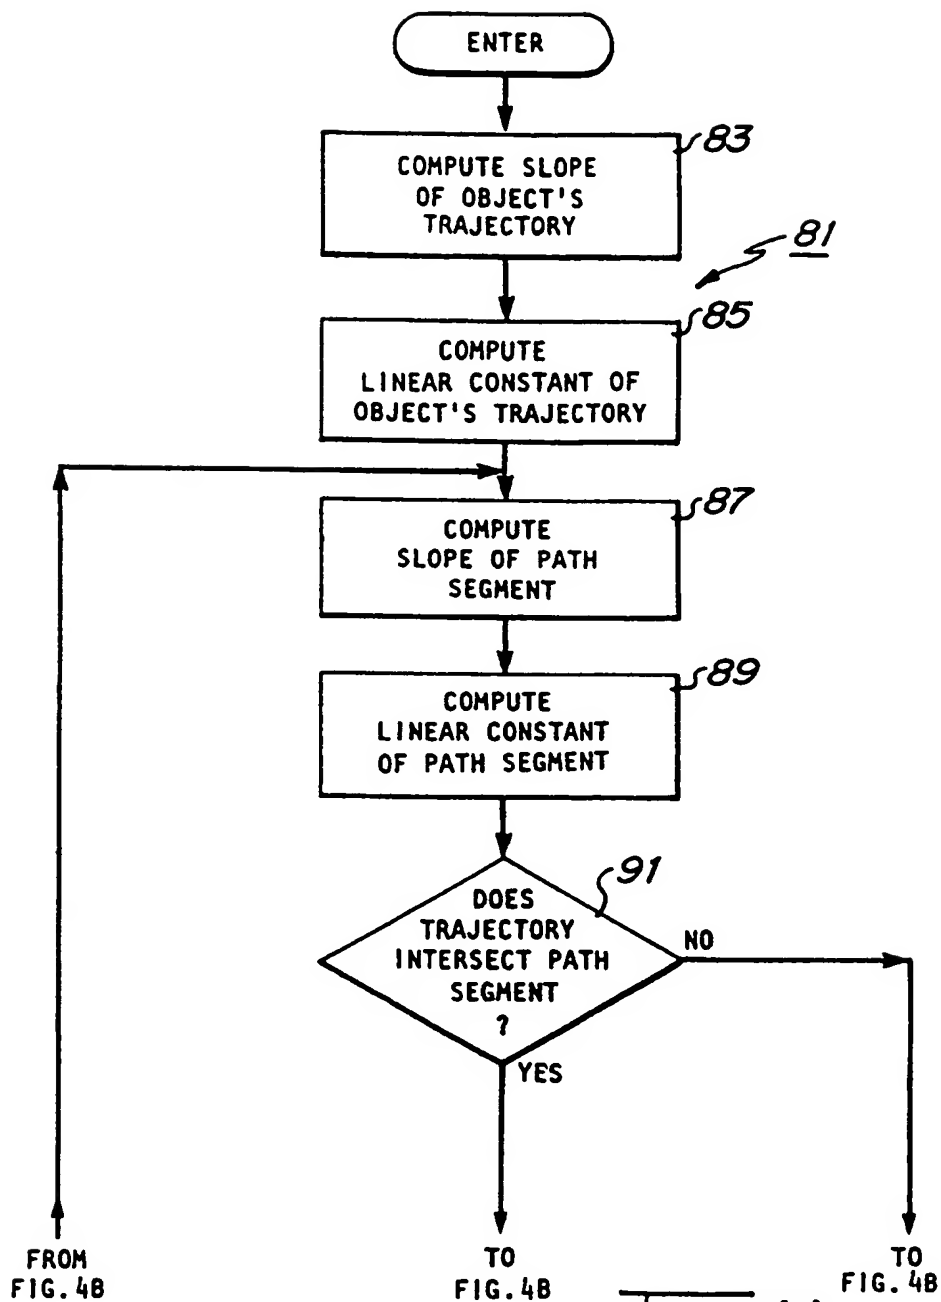 ENTER
83
COMPUTE SLOPE
OF OBJECT'S
TRAJECTORY
81
85
COMPUTE
LINEAR CONSTANT OF
OBJECT'S TRAJECTORY
87
COMPUTE
SLOPE OF PATH
SEGMENT
89
COMPUTE
LINEAR CONSTANT
OF PATH SEGMENT
91
DOES
TRAJECTORY
INTERSECT PATH
SEGMENT
?
NO
YES
FROM
FIG.4B
TO
FIG.4B
TO
FIG.4B